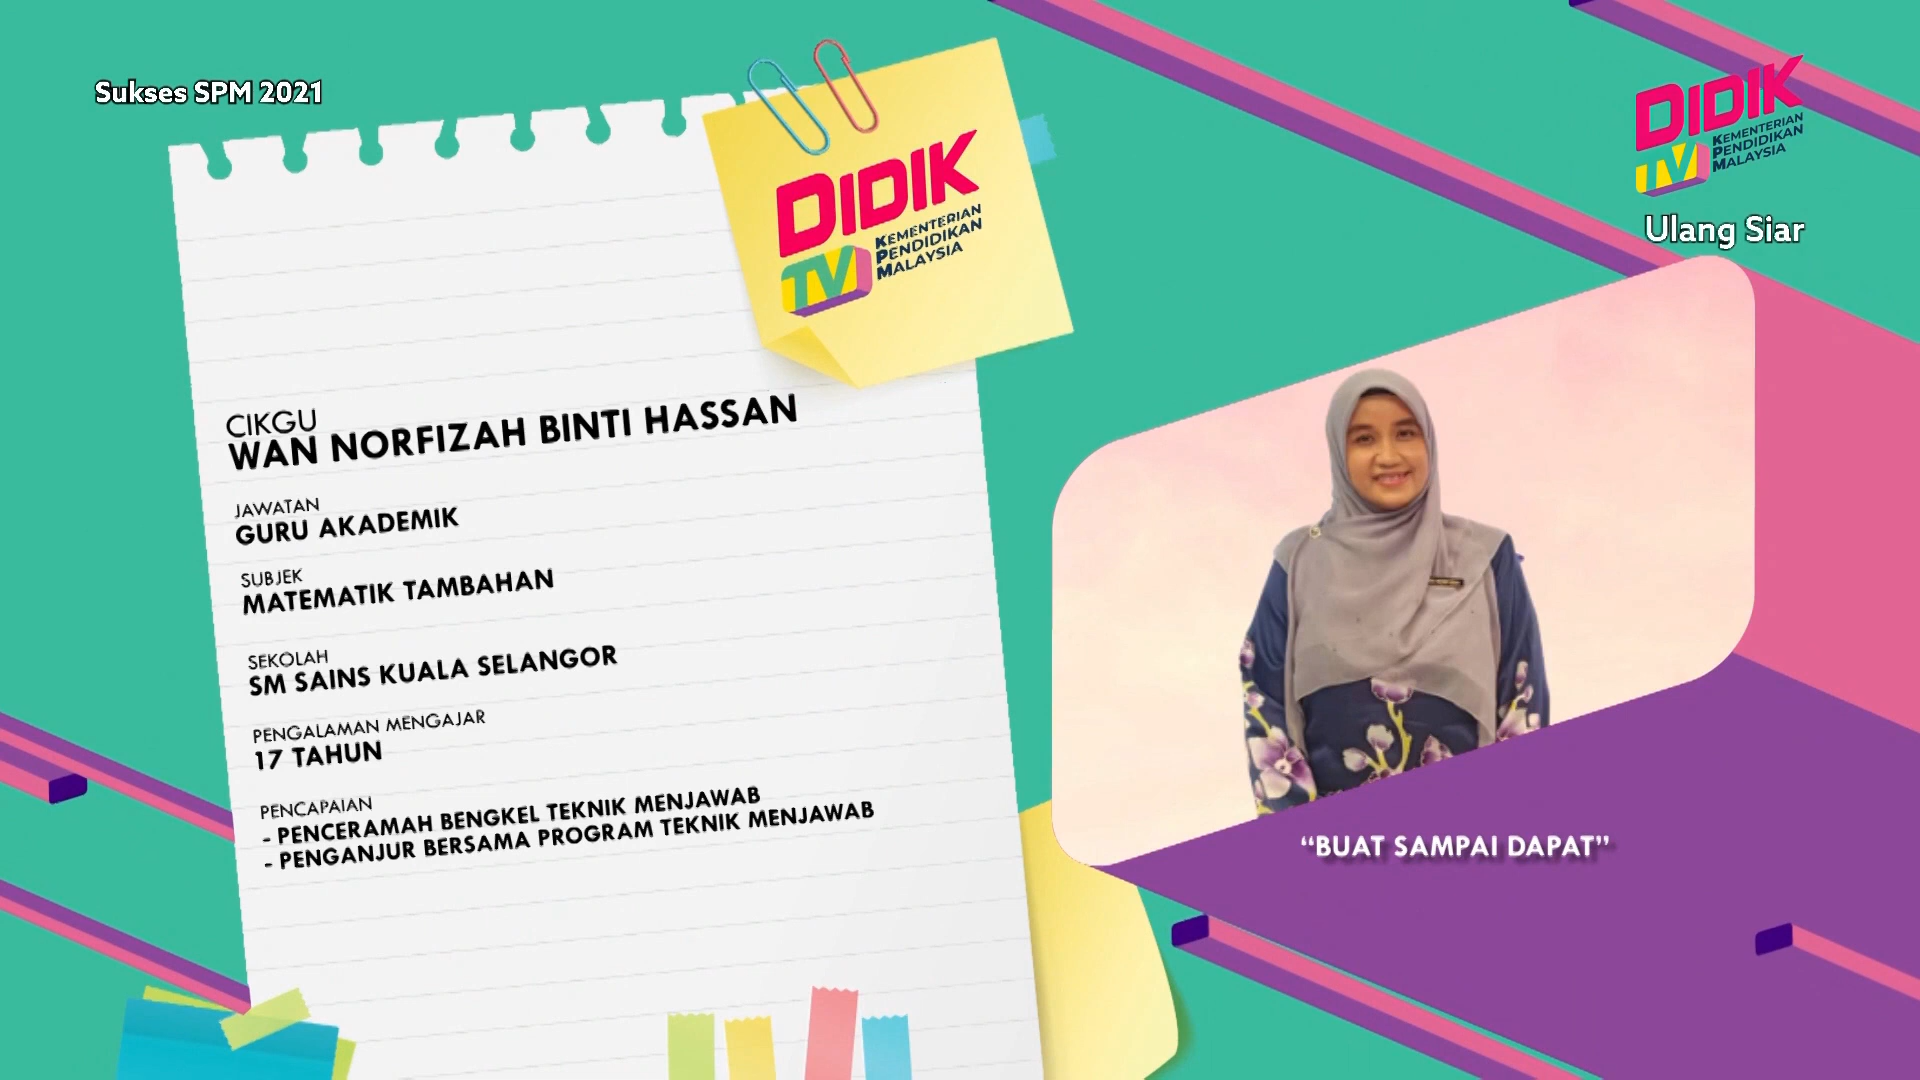 Sukses SPM 2021
DIDIK
TV
KEMENTERIAN
PENDIDIKAN
MALAYSIA
DIDIK
TV
KEMENTERIAN
PENDIDIKAN
MALAYSIA
Ulang Siar
CIKGU
WAN NORFIZAH BINTI HASSAN
JAWATAN
GURU AKADEMIK
SUBJEK
MATEMATIK TAMBAHAN
SEKOLAH
SM SAINS KUALA SELANGOR
PENGALAMAN MENGAJAR
17 TAHUN
PENCAPAIAN
- PENCERAMAH BENGKEL TEKNIK MENJAWAB
- PENGANJUR BERSAMA PROGRAM TEKNIK MENJAWAB
“BUAT SAMPAI DAPAT”